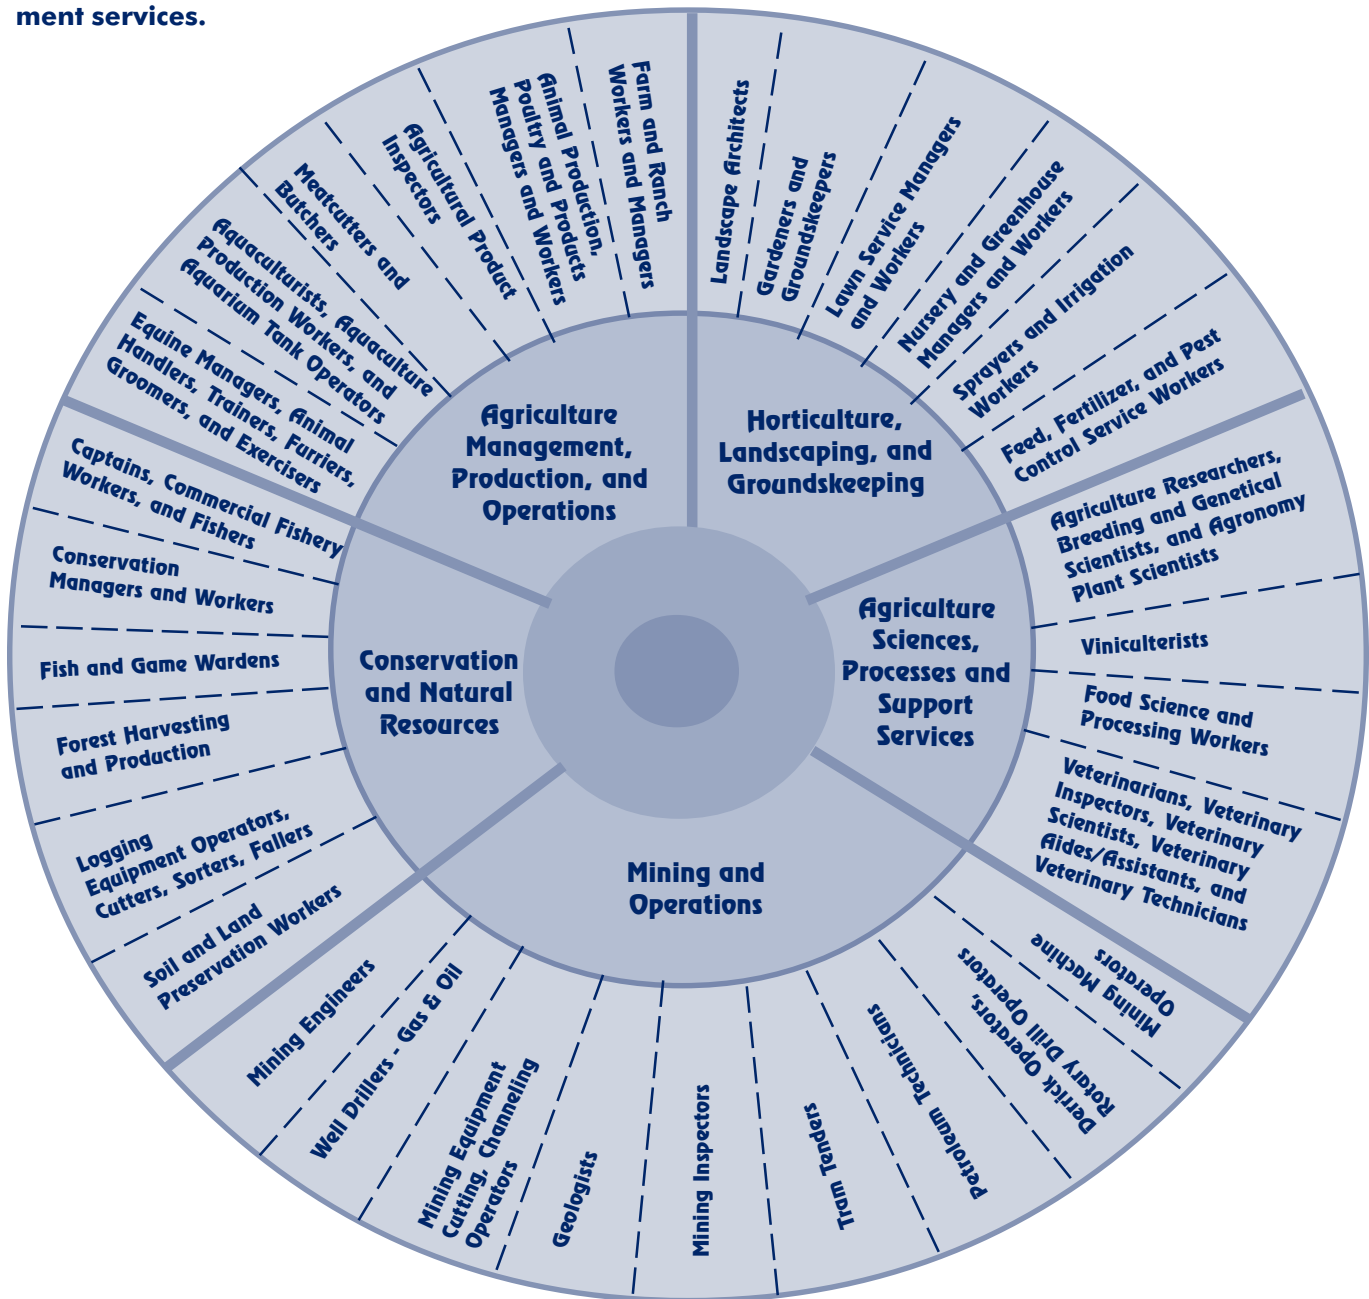 ment services.
Farm and Ranch
Workers and Managers
Animal Production,
Poultry and Products
Managers and Workers
Agricultural Product
Inspectors
Meatcutters and
Butchers
Aquaculturists, Aquaculture
Production Workers, and
Aquarium Tank Operators
Equine Managers, Animal
Handlers, Trainers, Furriers,
Groomers, and Exercisers
Agriculture
Management,
Production, and
Operations
Landscape Architects
Gardeners and
Groundskeepers
Lawn Service Managers
and Workers
Nursery and Greenhouse
Managers and Workers
Sprayers and Irrigation
Workers
Feed, Fertilizer, and Pest
Control Service Workers
Horticulture,
Landscaping, and
Groundskeeping
Agriculture Researchers,
Breeding and Genetical
Scientists, and Agronomy
Plant Scientists
Viniculterists
Food Science and
Processing Workers
Veterinarians, Veterinary
Inspectors, Veterinary
Scientists, Veterinary
Aides/Assistants, and
Veterinary Technicians
Agriculture
Sciences,
Processes and
Support
Services
Captains, Commercial Fishery
Workers, and Fishers
Conservation
Managers and Workers
Fish and Game Wardens
Forest Harvesting
and Production
Logging
Equipment Operators,
Cutters, Sorters, Fallers
Soil and Land
Preservation Workers
Conservation
and Natural
Resources
Mining and
Operations
Mining Engineers
Well Drillers - Gas & Oil
Mining Equipment
Cutting, Channeling
Operators
Geologists
Mining Inspectors
Tram Tenders
Petroleum Technicians
Derrick Operators,
Rotary Drill Operators
Mining Machine
Operators